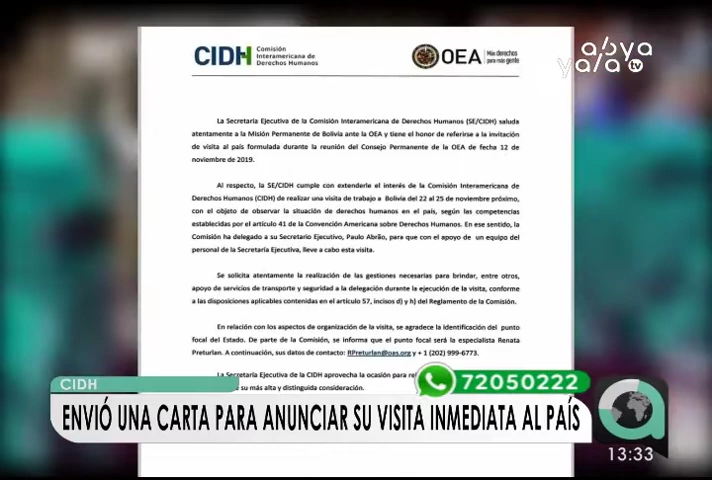 CIDH
Comisión
Interamericana de
Derechos Humanos
OEA
Más derechos
para más gente
abya
yala tv
La Secretaría Ejecutiva de la Comisión Interamericana de Derechos Humanos (SE/CIDH) saluda
atentamente a la Misión Permanente de Bolivia ante la OEA y tiene el honor de referirse a la invitación
de visita al país formulada durante la reunión del Consejo Permanente de la OEA de fecha 12 de
noviembre de 2019.
Al respecto, la SE/CIDH cumple con extenderle el interés de la Comisión Interamericana de
Derechos Humanos (CIDH) de realizar una visita de trabajo a Bolivia del 22 al 25 de noviembre próximo,
con el objeto de observar la situación de derechos humanos en el país, según las competencias
establecidas por el artículo 41 de la Convención Americana sobre Derechos Humanos. En ese sentido, la
Comisión ha delegado a su Secretario Ejecutivo, Paulo Abrão, para que con el apoyo de un equipo del
personal de la Secretaría Ejecutiva, lleve a cabo esta visita.
Se solicita atentamente la realización de las gestiones necesarias para brindar, entre otros,
apoyo de servicios de transporte y seguridad a la delegación durante la ejecución de la visita, conforme
a las disposiciones aplicables contenidas en el artículo 57, incisos d) y h) del Reglamento de la Comisión.
En relación con los aspectos de organización de la visita, se agradece la identificación del punto
focal del Estado. De parte de la Comisión, se informa que el punto focal será la especialista Renata
Preturlan. A continuación, sus datos de contacto: RPreturlan@oas.org y + 1 (202) 999-6773.
La Secretaría Ejecutiva de la CIDH aprovecha la ocasión para
de su más alta y distinguida consideración.
CIDH
72050222
ENVIÓ UNA CARTA PARA ANUNCIAR SU VISITA INMEDIATA AL PAÍS
13:33